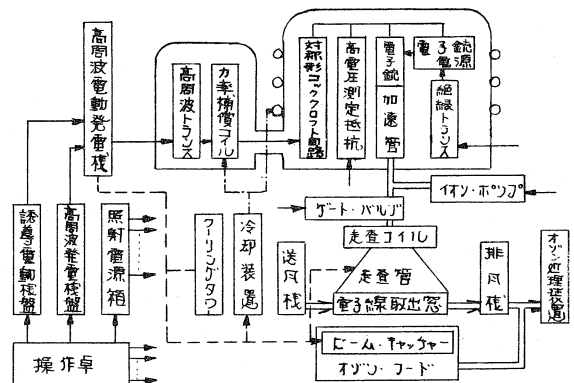 高周波電動発電機
高周波トランス
力率補償コイル
対称形コッククロフト回路
高電圧測定抵抗
電子銃
加速管
電子銃電源
絶縁トランス
イオン・ポンプ
ゲート・バルブ
走査コイル
走査管
電子線取出窓
ビーム・キャッチャー
オゾン・フード
送風機
排風機
オゾン処理装置
誘導電動機盤
高周波発電機盤
照射電源箱
クーリングタワー
冷却装置
操作卓